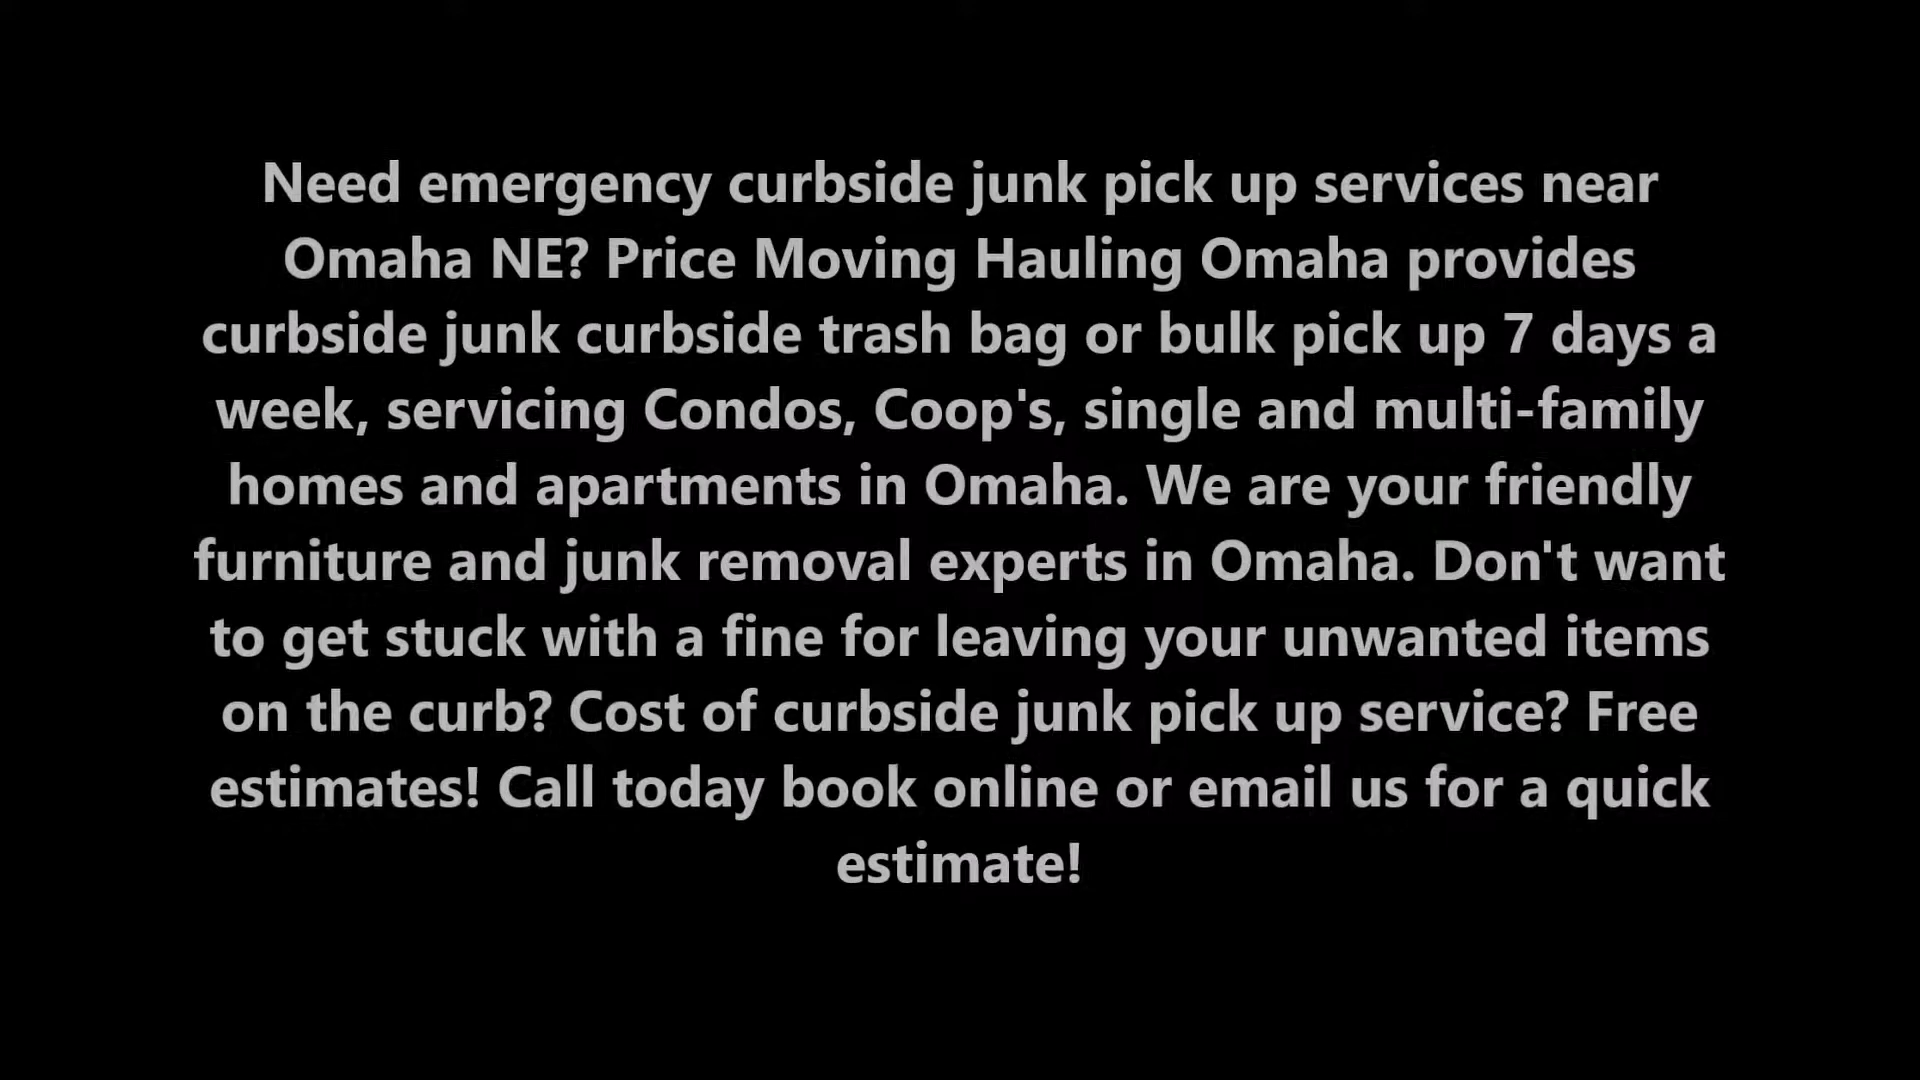 Need emergency curbside junk pick up services near
Omaha NE? Price Moving Hauling Omaha provides
curbside junk curbside trash bag or bulk pick up 7 days a
week, servicing Condos, Coop's, single and multi-family
homes and apartments in Omaha. We are your friendly
furniture and junk removal experts in Omaha. Don't want
to get stuck with a fine for leaving your unwanted items
on the curb? Cost of curbside junk pick up service? Free
estimates! Call today book online or email us for a quick
estimate!